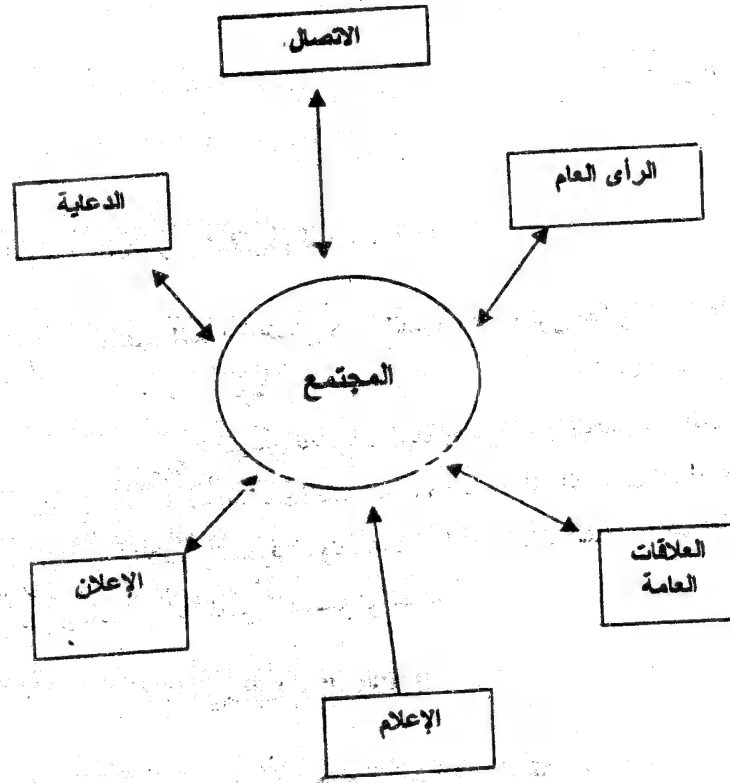 الاتصال
الرأى العام
الدعاية
المجتمع
العلاقات
العامة
الإعلان
الإعلام